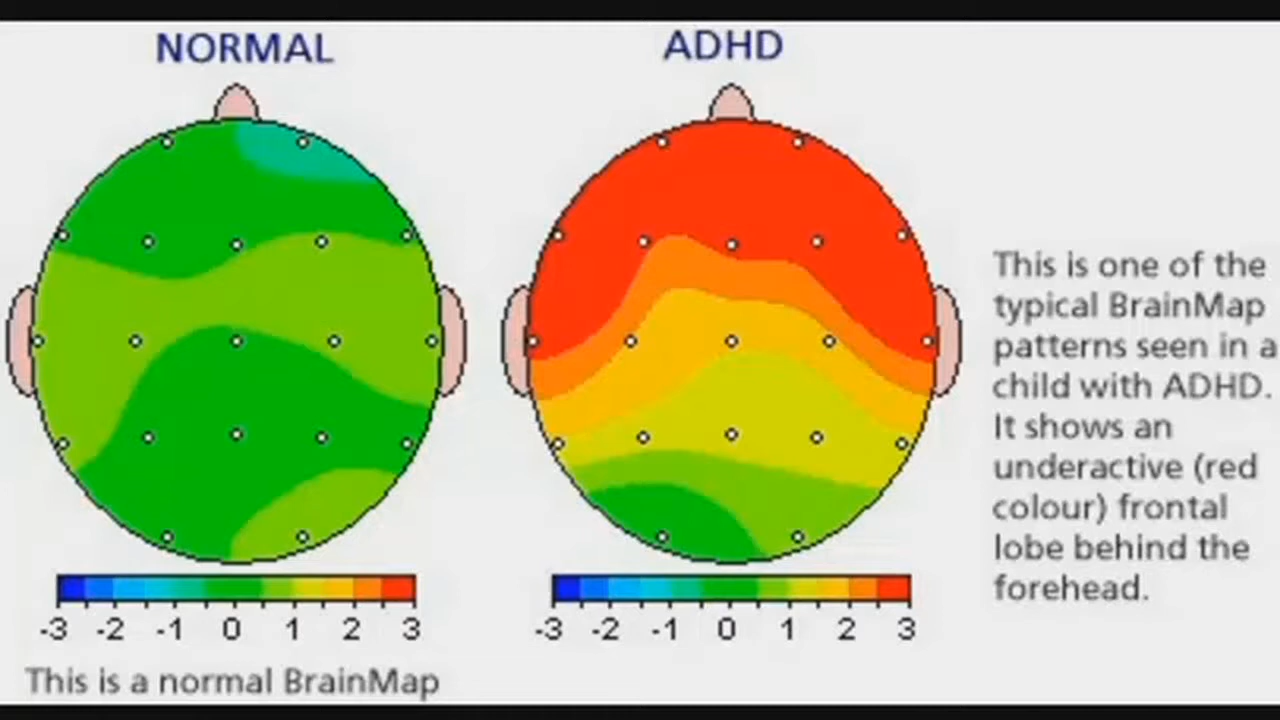 NORMAL
ADHD
This is one of the
typical BrainMap
patterns seen in a
child with ADHD.
It shows an
underactive (red
colour) frontal
lobe behind the
forehead.
-3 -2 -1 0 1 2 3
-3 -2 -1 0 1 2 3
This is a normal BrainMap